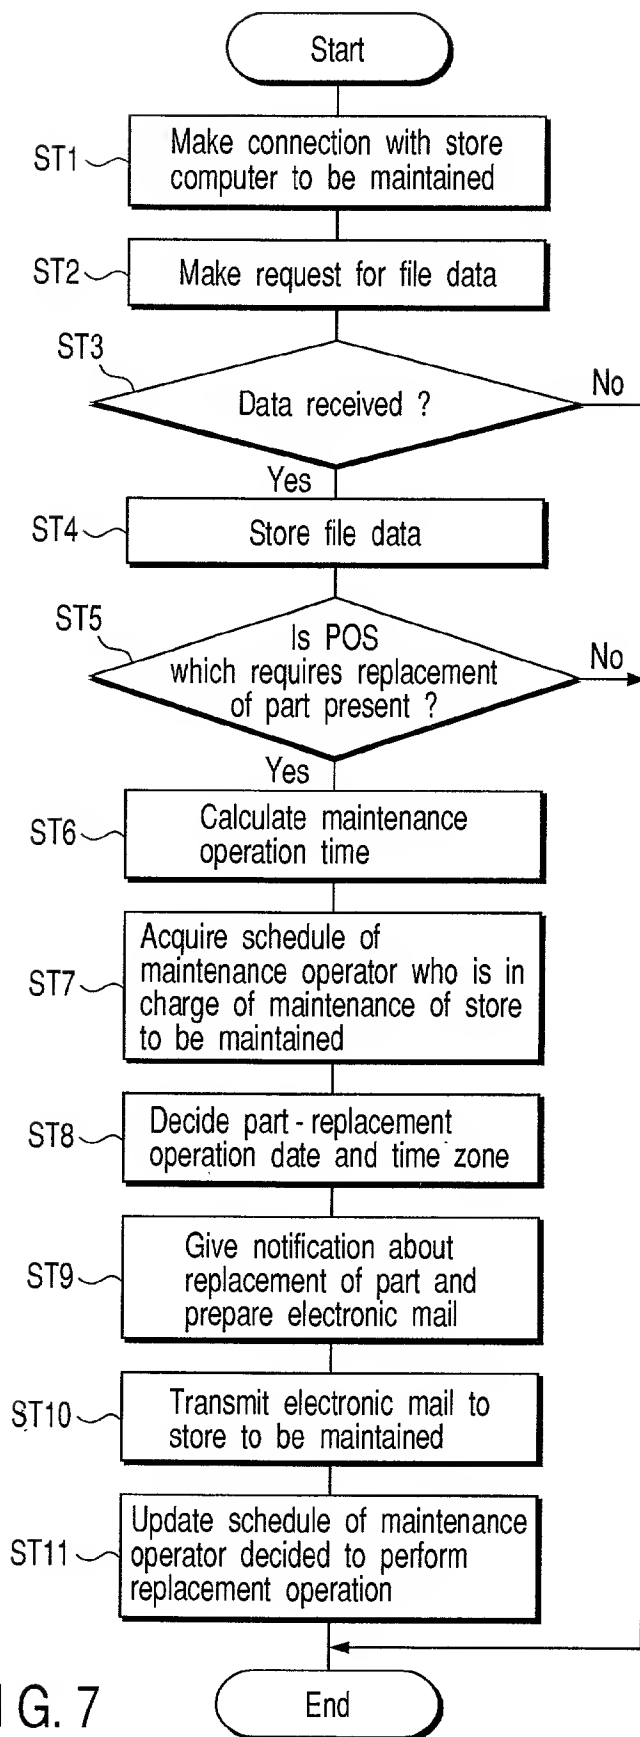 Start
ST1
Make connection with store
computer to be maintained
ST2
Make request for file data
ST3
Data received ?
No
Yes
ST4
Store file data
ST5
Is POS
which requires replacement
of part present ?
No
Yes
ST6
Calculate maintenance
operation time
ST7
Acquire schedule of
maintenance operator who is in
charge of maintenance of store
to be maintained
ST8
Decide part-replacement
operation date and time zone
ST9
Give notification about
replacement of part and
prepare electronic mail
ST10
Transmit electronic mail to
store to be maintained
ST11
Update schedule of maintenance
operator decided to perform
replacement operation
End
I G. 7